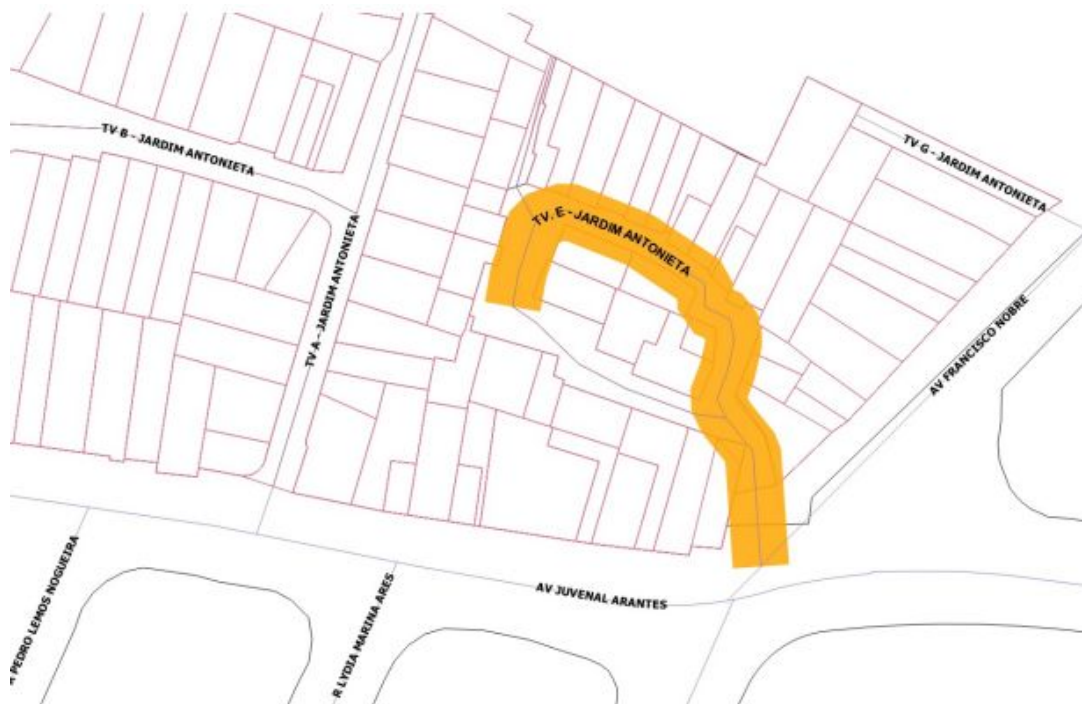 TV B - JARDIM ANTONIETA
TV G - JARDIM ANTONIETA
TV. E - JARDIM ANTONIETA
TV A - JARDIM ANTONIETA
AV FRANCISCO NOBRE
AV JUVENAL ARANTES
PEDRO LEMOS NOGUEIRA
R LYDIA MARINA ARES